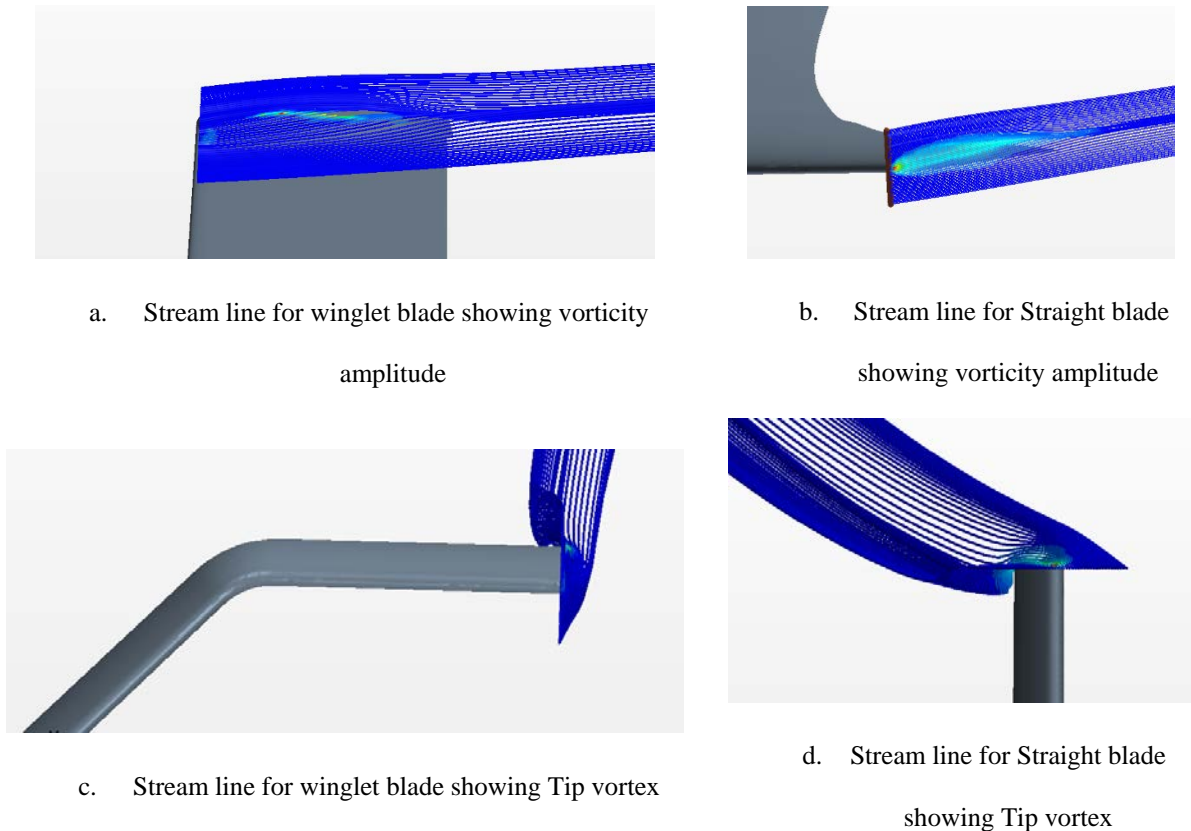 a. Stream line for winglet blade showing vorticity
amplitude
b. Stream line for Straight blade
showing vorticity amplitude
c. Stream line for winglet blade showing Tip vortex
d. Stream line for Straight blade
showing Tip vortex